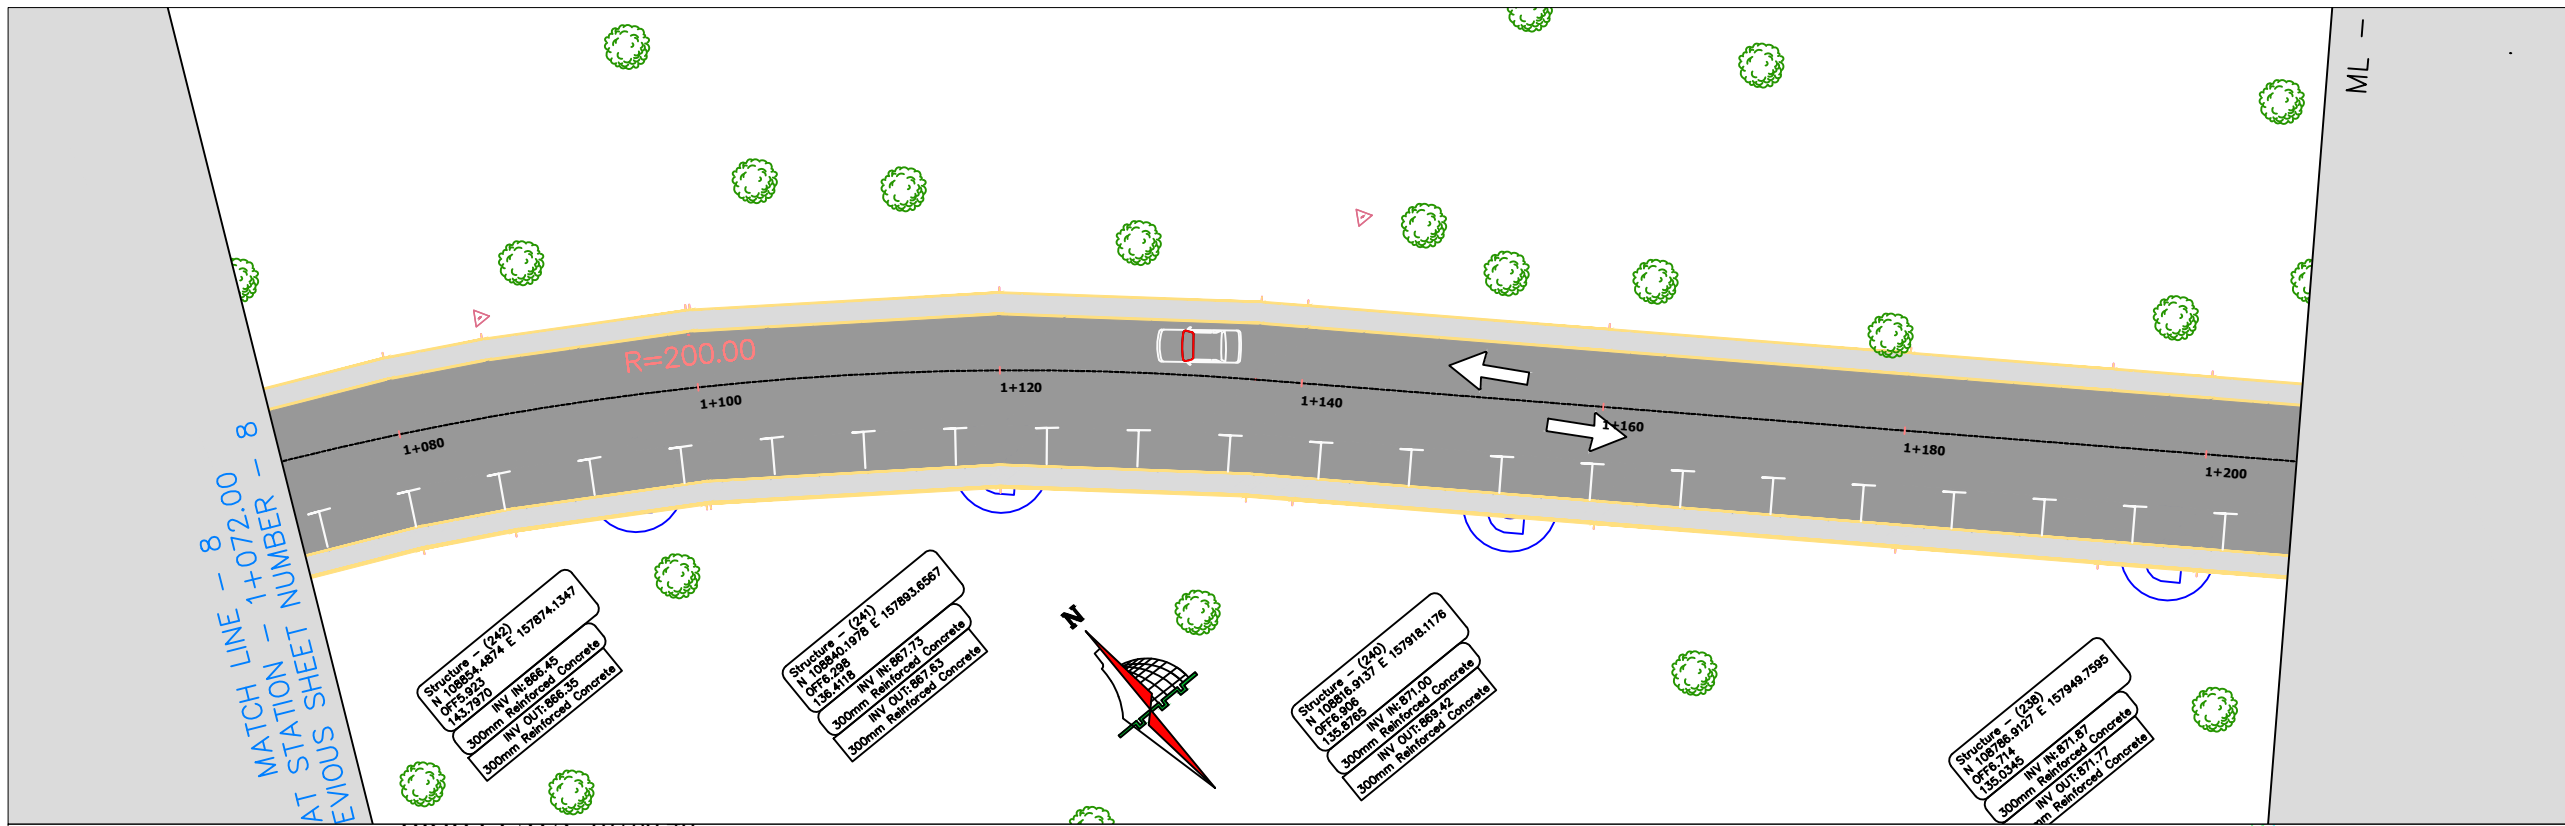 ML -
R=200.00
1+080
1+100
1+120
1+140
1+160
1+180
1+200
MATCH LINE - 8
AT STATION - 1+072.00
EVIOUS SHEET NUMBER - 8
8
Structure - (242)
N 108854.4874 E 157874.1347
OFF5.923
143.7970
INV IN:866.45
300mm Reinforced Concrete
INV OUT:866.35
300mm Reinforced Concrete
Structure - (241)
N 108840.1978 E 157893.6567
OFF6.298
136.4118
INV IN:867.73
300mm Reinforced Concrete
INV OUT:867.63
300mm Reinforced Concrete
N
Structure - (240)
N 108816.9137 E 157918.1176
OFF6.906
135.8765
INV IN:871.00
300mm Reinforced Concrete
INV OUT:869.42
300mm Reinforced Concrete
Structure - (238)
N 108786.9127 E 157949.7595
OFF6.714
135.0345
INV IN:871.87
300mm Reinforced Concrete
INV OUT:871.77
mm Reinforced Concrete